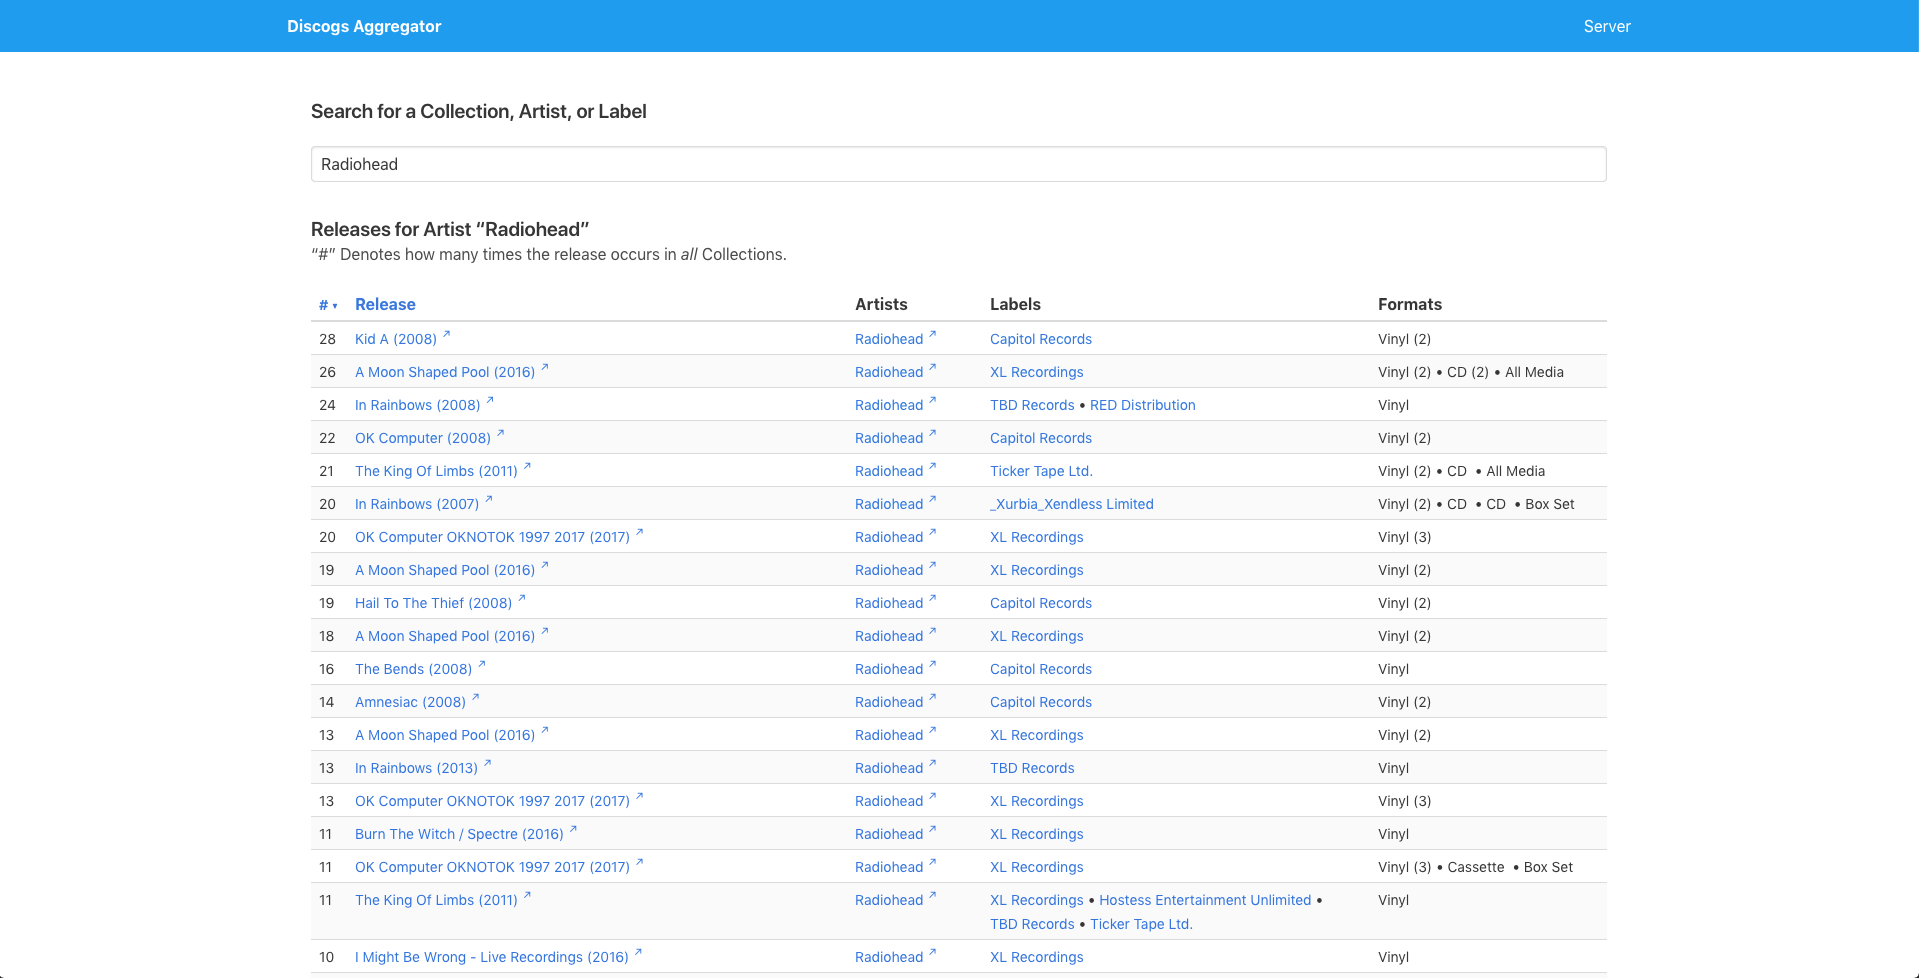 Discogs Aggregator Server
Search for a Collection, Artist, or Label
Radiohead
Releases for Artist “Radiohead”
“#” Denotes how many times the release occurs in all Collections.
# ▾ Release Artists Labels Formats
28 Kid A (2008) ↗ Radiohead ↗ Capitol Records Vinyl (2)
26 A Moon Shaped Pool (2016) ↗ Radiohead ↗ XL Recordings Vinyl (2) • CD (2) • All Media
24 In Rainbows (2008) ↗ Radiohead ↗ TBD Records • RED Distribution Vinyl
22 OK Computer (2008) ↗ Radiohead ↗ Capitol Records Vinyl (2)
21 The King Of Limbs (2011) ↗ Radiohead ↗ Ticker Tape Ltd. Vinyl (2) • CD • All Media
20 In Rainbows (2007) ↗ Radiohead ↗ _Xurbia_Xendless Limited Vinyl (2) • CD • CD • Box Set
20 OK Computer OKNOTOK 1997 2017 (2017) ↗ Radiohead ↗ XL Recordings Vinyl (3)
19 A Moon Shaped Pool (2016) ↗ Radiohead ↗ XL Recordings Vinyl (2)
19 Hail To The Thief (2008) ↗ Radiohead ↗ Capitol Records Vinyl (2)
18 A Moon Shaped Pool (2016) ↗ Radiohead ↗ XL Recordings Vinyl (2)
16 The Bends (2008) ↗ Radiohead ↗ Capitol Records Vinyl
14 Amnesiac (2008) ↗ Radiohead ↗ Capitol Records Vinyl (2)
13 A Moon Shaped Pool (2016) ↗ Radiohead ↗ XL Recordings Vinyl (2)
13 In Rainbows (2013) ↗ Radiohead ↗ TBD Records Vinyl
13 OK Computer OKNOTOK 1997 2017 (2017) ↗ Radiohead ↗ XL Recordings Vinyl (3)
11 Burn The Witch / Spectre (2016) ↗ Radiohead ↗ XL Recordings Vinyl
11 OK Computer OKNOTOK 1997 2017 (2017) ↗ Radiohead ↗ XL Recordings Vinyl (3) • Cassette • Box Set
11 The King Of Limbs (2011) ↗ Radiohead ↗ XL Recordings • Hostess Entertainment Unlimited • Vinyl
TBD Records • Ticker Tape Ltd.
10 I Might Be Wrong - Live Recordings (2016) ↗ Radiohead ↗ XL Recordings Vinyl